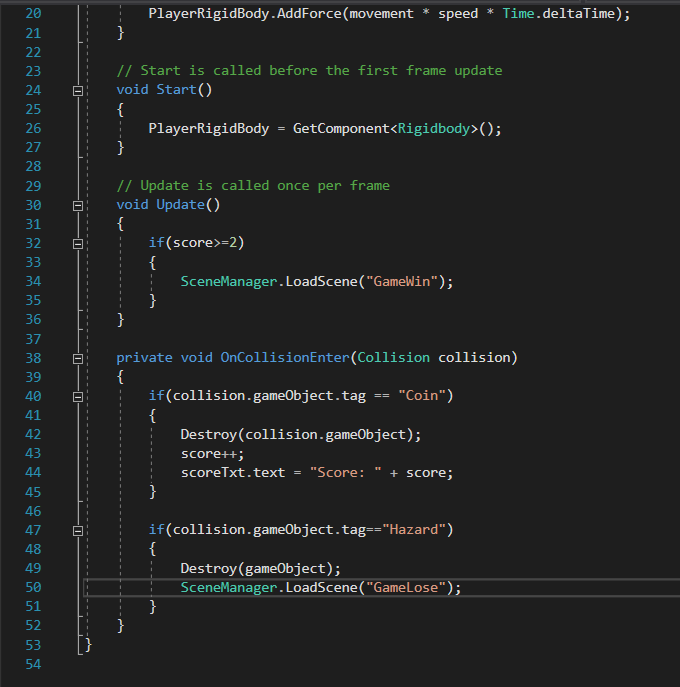 20 PlayerRigidBody.AddForce(movement * speed * Time.deltaTime);
21 }
22
23 // Start is called before the first frame update
24 void Start()
25 {
26 PlayerRigidBody = GetComponent<Rigidbody>();
27 }
28
29 // Update is called once per frame
30 void Update()
31 {
32 if(score>=2)
33 {
34 SceneManager.LoadScene("GameWin");
35 }
36 }
37
38 private void OnCollisionEnter(Collision collision)
39 {
40 if(collision.gameObject.tag == "Coin")
41 {
42 Destroy(collision.gameObject);
43 score++;
44 scoreTxt.text = "Score: " + score;
45 }
46
47 if(collision.gameObject.tag=="Hazard")
48 {
49 Destroy(gameObject);
50 SceneManager.LoadScene("GameLose");
51 }
52 }
53 }
54